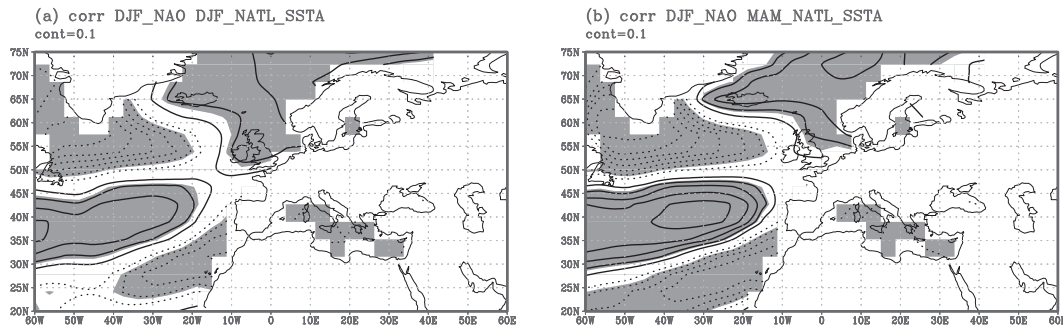 (a) corr DJF_NAO DJF_NATL_SSTA
cont=0.1
75N
70N
65N
60N
55N
50N
45N
40N
35N
30N
25N
20N
60W 50W 40W 30W 20W 10W 0 10E 20E 30E 40E 50E 60E
(b) corr DJF_NAO MAM_NATL_SSTA
cont=0.1
75N
70N
65N
60N
55N
50N
45N
40N
35N
30N
25N
20N
60W 50W 40W 30W 20W 10W 0 10E 20E 30E 40E 50E 60E